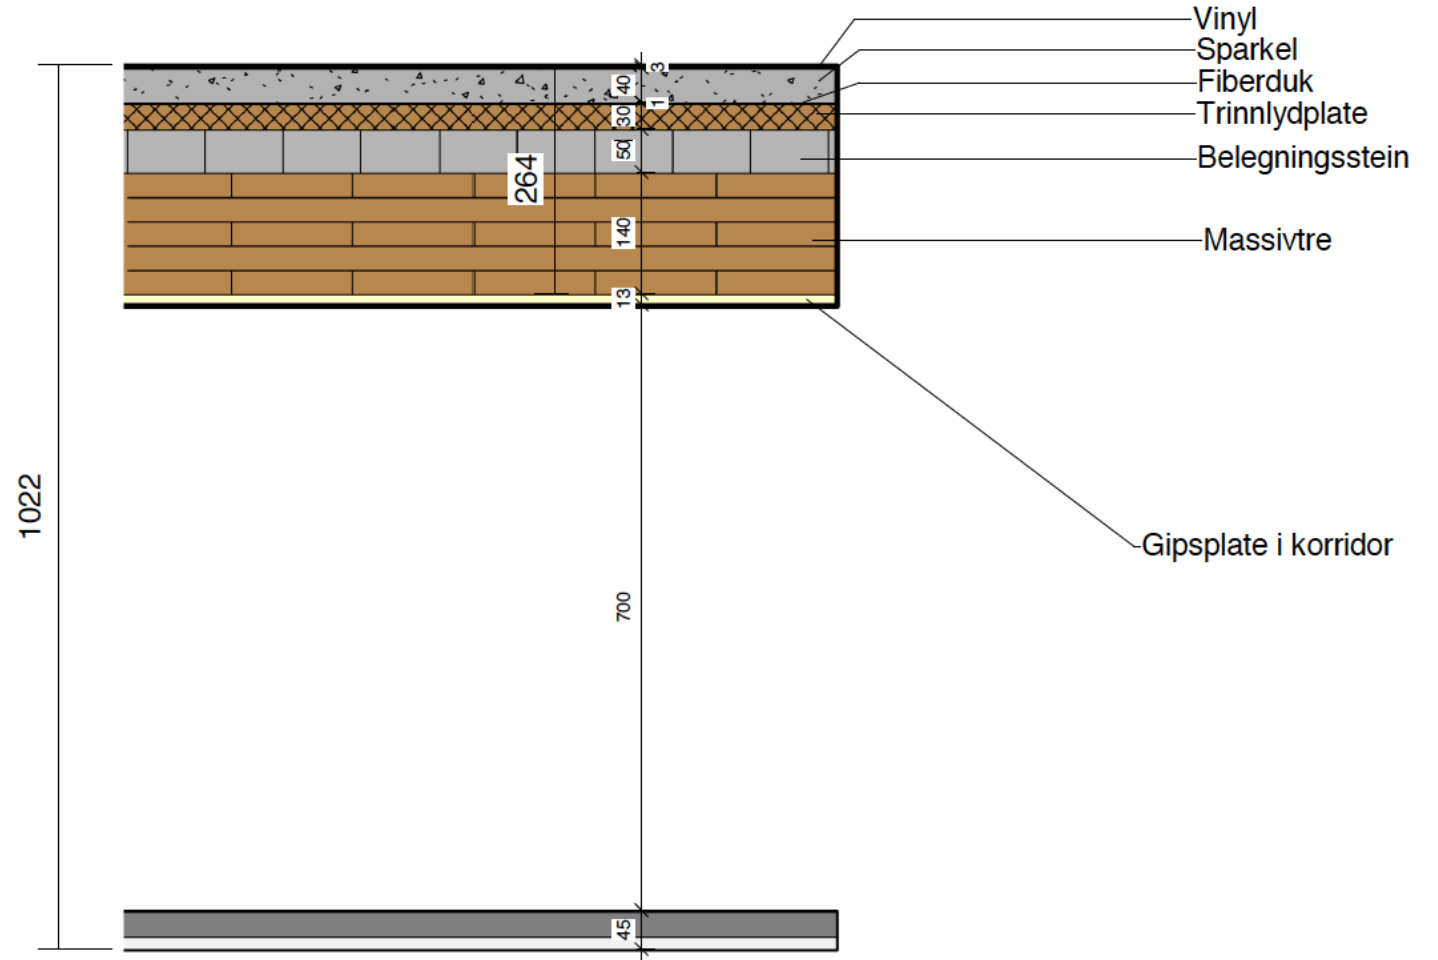 Vinyl
Sparkel
Fiberduk
Trinnlydplate
Belegningsstein
Massivtre
Gipsplate i korridor
3
40
1
30
50
264
140
13
1022
700
45